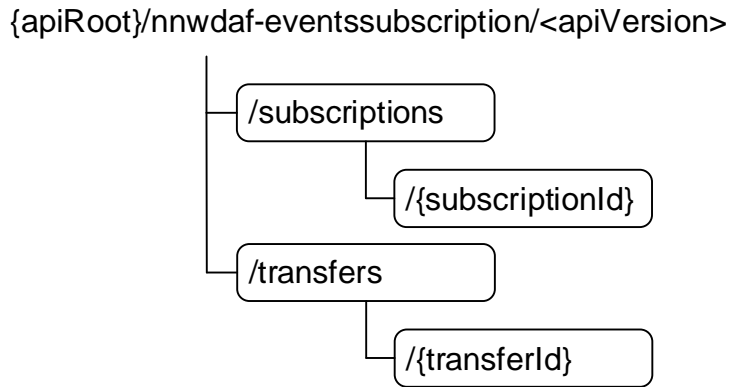 {apiRoot}/nnwdaf-eventssubscription/<apiVersion>
/subscriptions
/{subscriptionId}
/transfers
/{transferId}